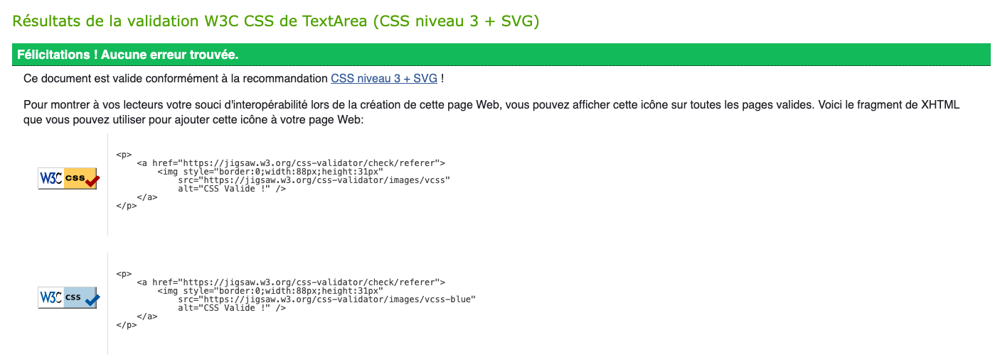 Résultats de la validation W3C CSS de TextArea (CSS niveau 3 + SVG)
Félicitations ! Aucune erreur trouvée.
Ce document est valide conformément à la recommandation CSS niveau 3 + SVG !
Pour montrer à vos lecteurs votre souci d'interopérabilité lors de la création de cette page Web, vous pouvez afficher cette icône sur toutes les pages valides. Voici le fragment de XHTML
que vous pouvez utiliser pour ajouter cette icône à votre page Web:
W3C css
<p>
    <a href="https://jigsaw.w3.org/css-validator/check/referer">
        <img style="border:0;width:88px;height:31px"
            src="https://jigsaw.w3.org/css-validator/images/vcss"
            alt="CSS Valide !" />
    </a>
</p>
W3C css
<p>
    <a href="https://jigsaw.w3.org/css-validator/check/referer">
        <img style="border:0;width:88px;height:31px"
            src="https://jigsaw.w3.org/css-validator/images/vcss-blue"
            alt="CSS Valide !" />
    </a>
</p>